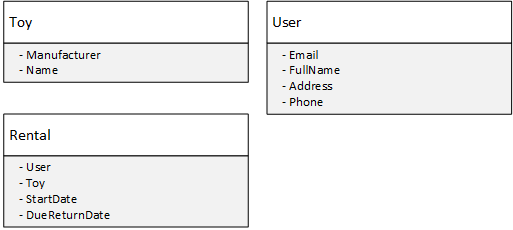 Toy
- Manufacturer
- Name
User
- Email
- FullName
- Address
- Phone
Rental
- User
- Toy
- StartDate
- DueReturnDate